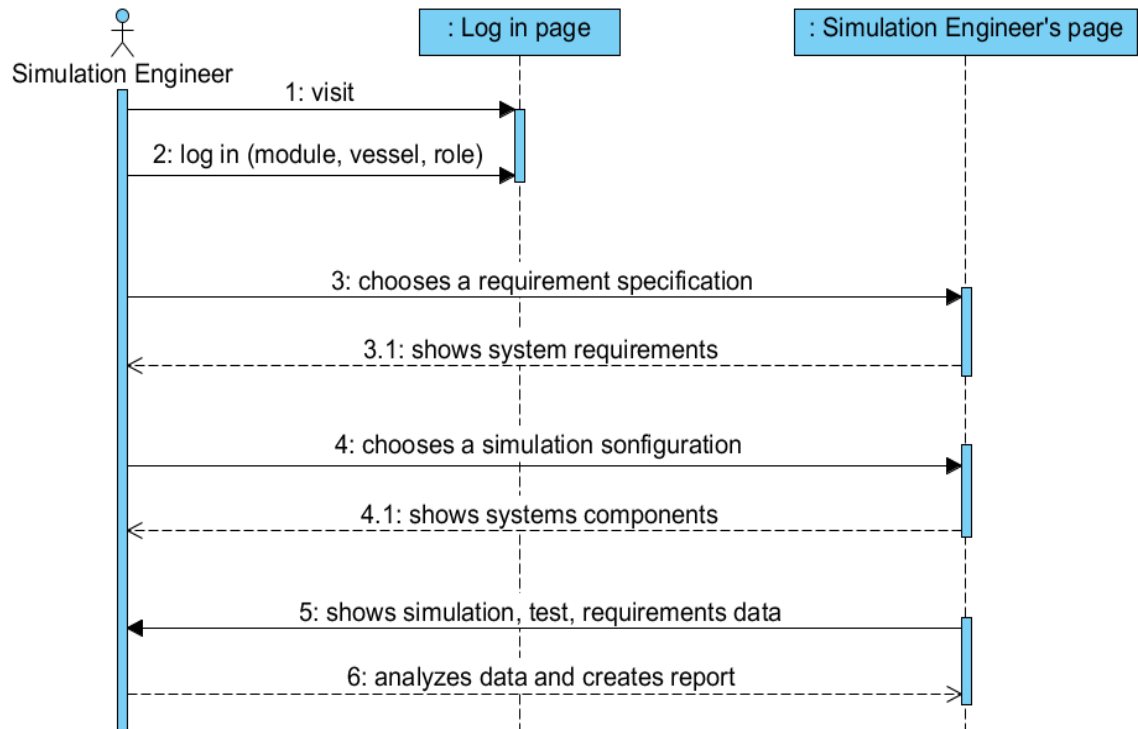 : Log in page
: Simulation Engineer's page
Simulation Engineer
1: visit
2: log in (module, vessel, role)
3: chooses a requirement specification
3.1: shows system requirements
4: chooses a simulation sonfiguration
4.1: shows systems components
5: shows simulation, test, requirements data
6: analyzes data and creates report